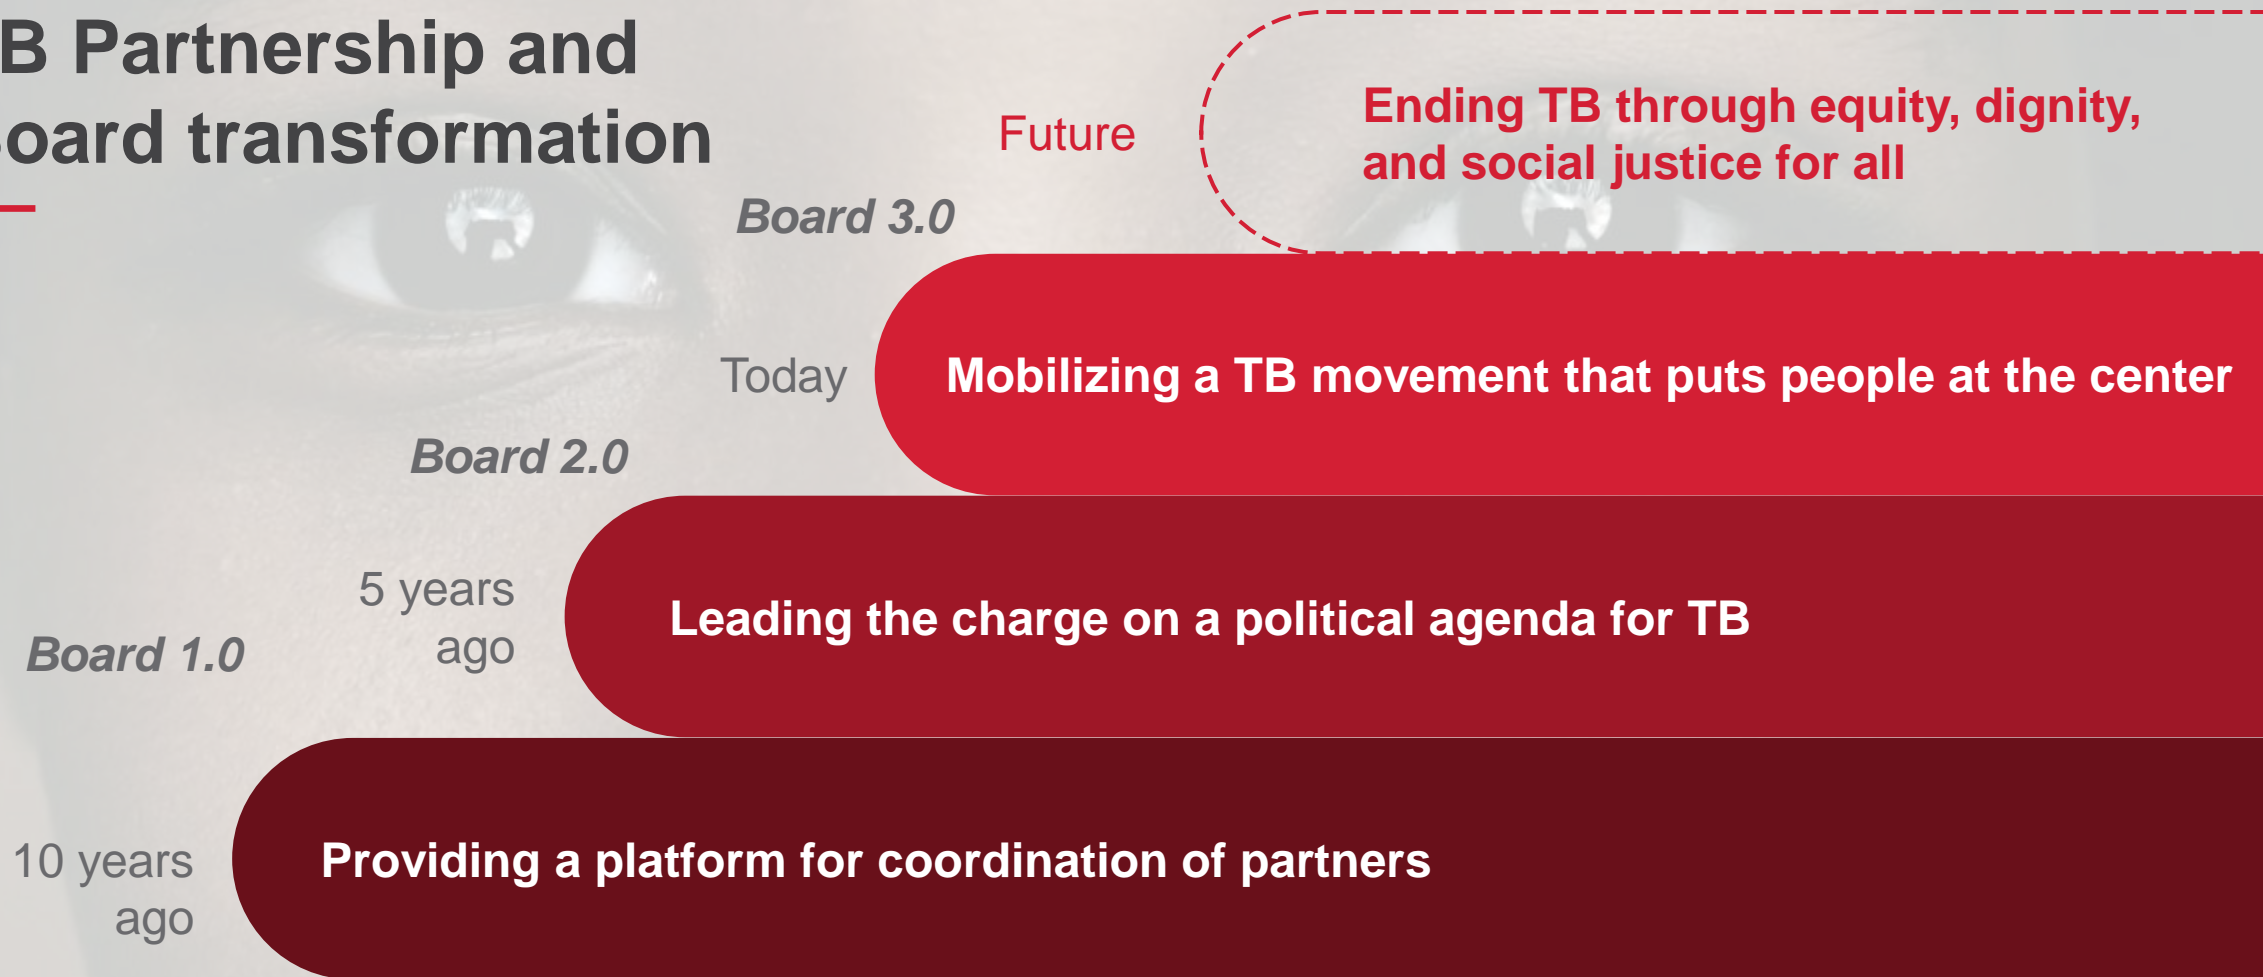 B Partnership and
oard transformation
Future
Ending TB through equity, dignity,
and social justice for all
Board 3.0
Today
Mobilizing a TB movement that puts people at the center
Board 2.0
5 years
ago
Leading the charge on a political agenda for TB
Board 1.0
10 years
ago
Providing a platform for coordination of partners